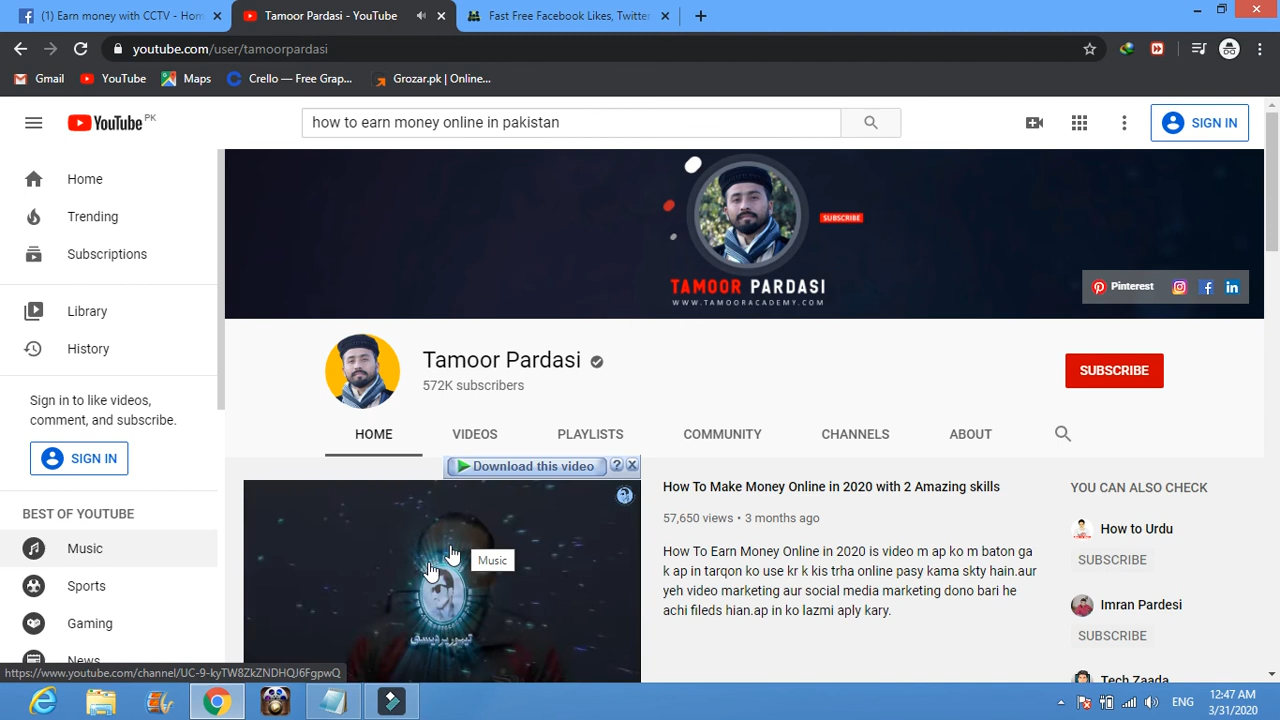 (1) Earn money with CCTV - Hom
Tamoor Pardasi - YouTube
Fast Free Facebook Likes, Twitter
youtube.com/user/tamoorpardasi
Gmail
YouTube
Maps
Crello — Free Grap...
Grozar.pk | Online...
YouTube PK
how to earn money online in pakistan
SIGN IN
Home
Trending
Subscriptions
Library
History
Sign in to like videos,
comment, and subscribe.
SIGN IN
BEST OF YOUTUBE
Music
Sports
Gaming
News
SUBSCRIBE
TAMOOR PARDASI
WWW.TAMOORACADEMY.COM
Pinterest
Tamoor Pardasi
572K subscribers
SUBSCRIBE
HOME
VIDEOS
PLAYLISTS
COMMUNITY
CHANNELS
ABOUT
Download this video
Music
تیمور پردیسی
How To Make Money Online in 2020 with 2 Amazing skills
57,650 views • 3 months ago
How To Earn Money Online in 2020 is video m ap ko m baton ga
k ap in tarqon ko use kr k kis trha online pasy kama skty hain.aur
yeh video marketing aur social media marketing dono bari he
achi fileds hian.ap in ko lazmi aply kary.
YOU CAN ALSO CHECK
How to Urdu
SUBSCRIBE
Imran Pardesi
SUBSCRIBE
Tech Zaada
https://www.youtube.com/channel/UC-9-kyTW8ZkZNDHQJ6FgpwQ
ENG
12:47 AM
3/31/2020